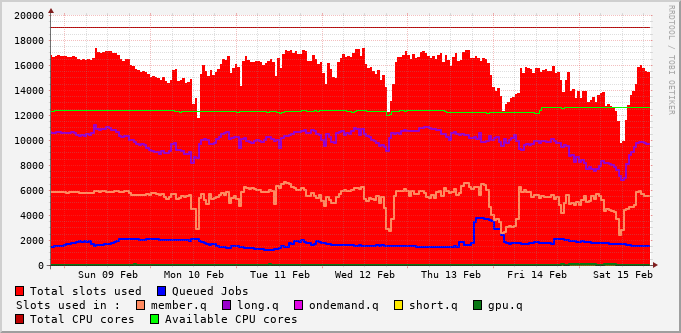 20000
18000
16000
14000
12000
10000
8000
6000
4000
2000
0
Sun 09 Feb Mon 10 Feb Tue 11 Feb Wed 12 Feb Thu 13 Feb Fri 14 Feb Sat 15 Feb
Total slots used Queued Jobs
Slots used in : member.q long.q ondemand.q short.q gpu.q
Total CPU cores Available CPU cores
RRDTOOL / TOBI OETIKER